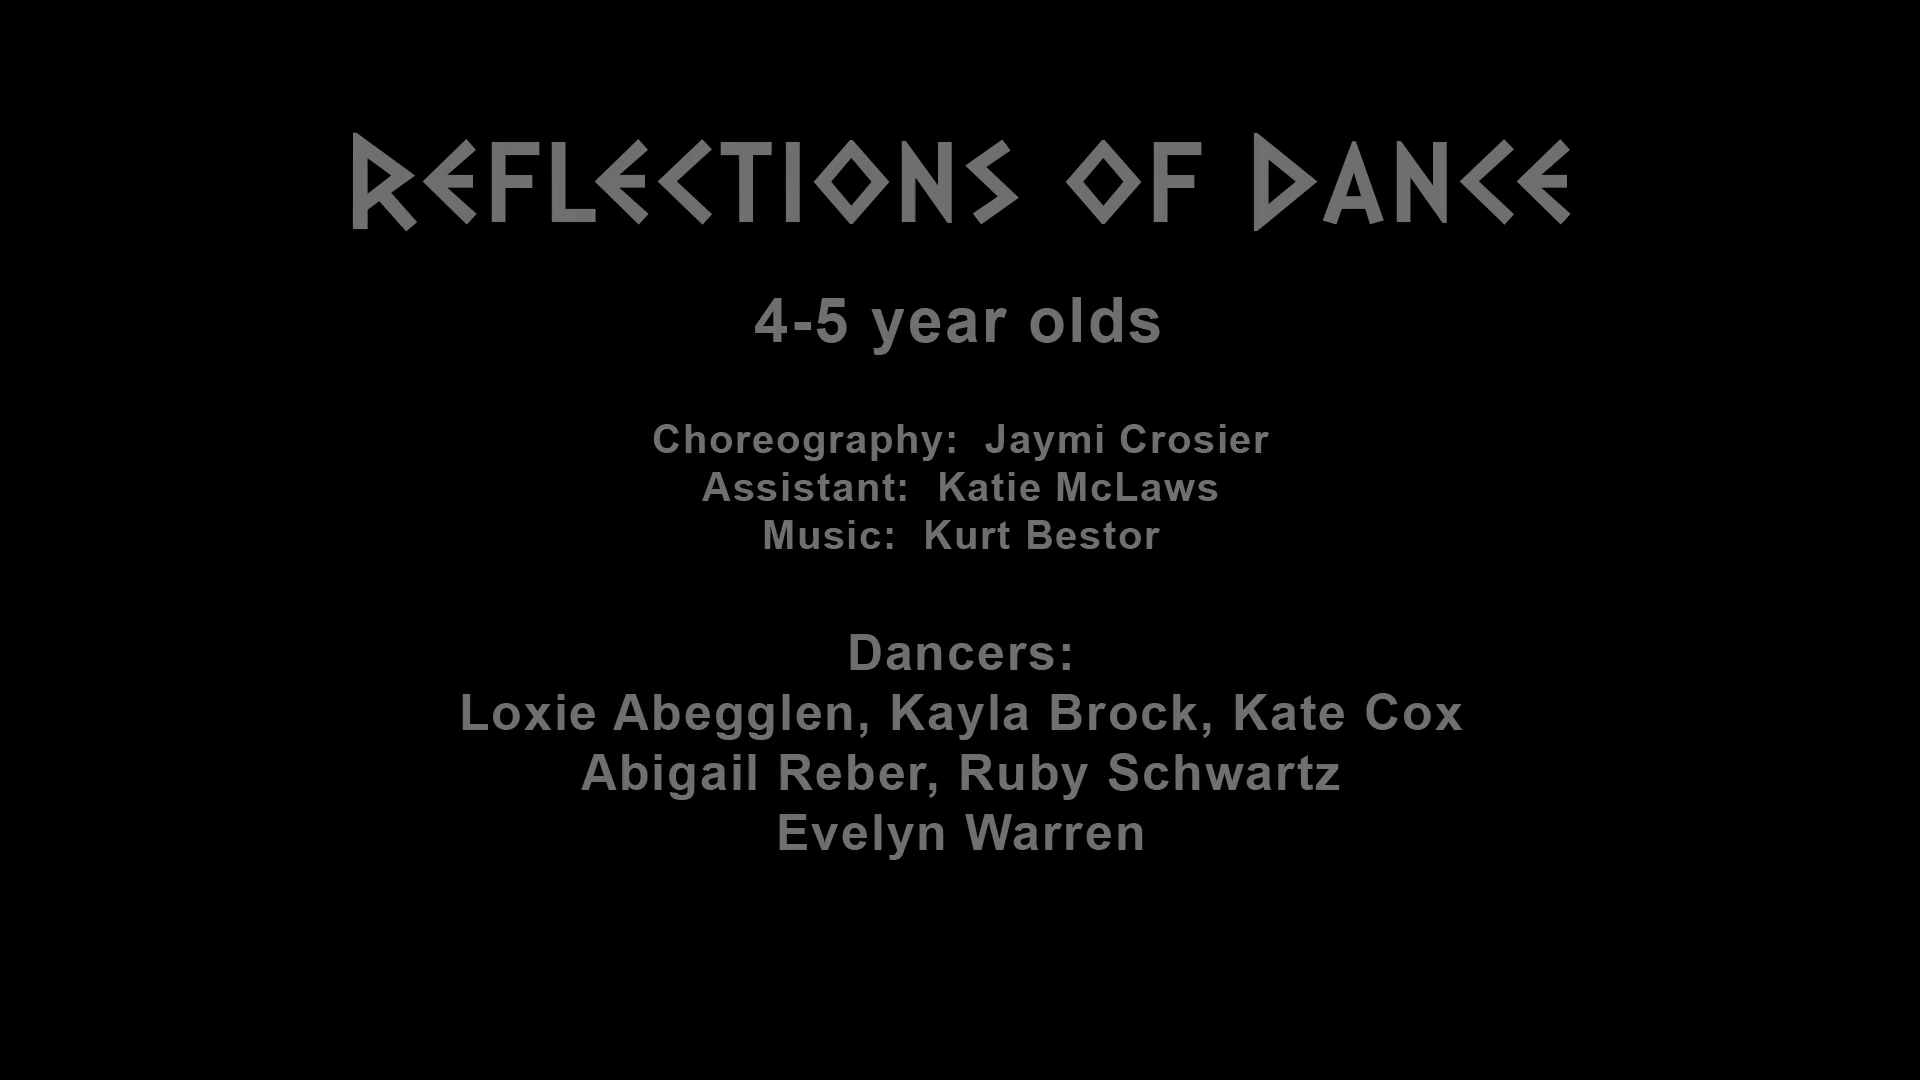 REFLECTIONS OF DANCE
4-5 year olds
Choreography: Jaymi Crosier
Assistant: Katie McLaws
Music: Kurt Bestor
Dancers:
Loxie Abegglen, Kayla Brock, Kate Cox
Abigail Reber, Ruby Schwartz
Evelyn Warren